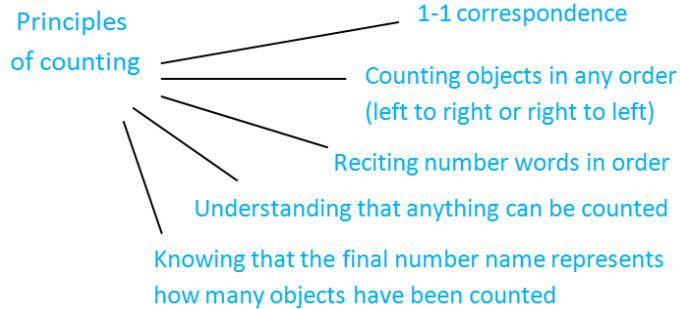 Principles
of counting
1-1 correspondence
Counting objects in any order
(left to right or right to left)
Reciting number words in order
Understanding that anything can be counted
Knowing that the final number name represents
how many objects have been counted